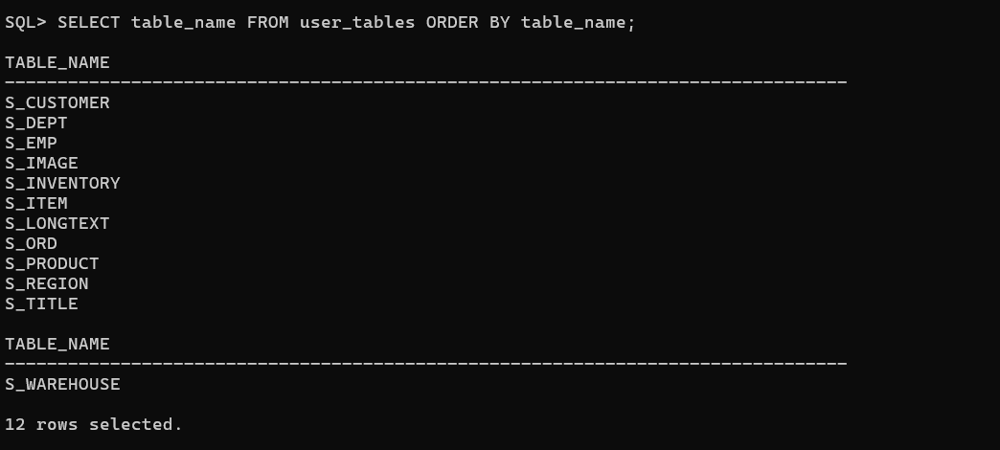 SQL> SELECT table_name FROM user_tables ORDER BY table_name;
TABLE_NAME
--------------------------------------------------------------------------------
S_CUSTOMER
S_DEPT
S_EMP
S_IMAGE
S_INVENTORY
S_ITEM
S_LONGTEXT
S_ORD
S_PRODUCT
S_REGION
S_TITLE
TABLE_NAME
--------------------------------------------------------------------------------
S_WAREHOUSE
12 rows selected.